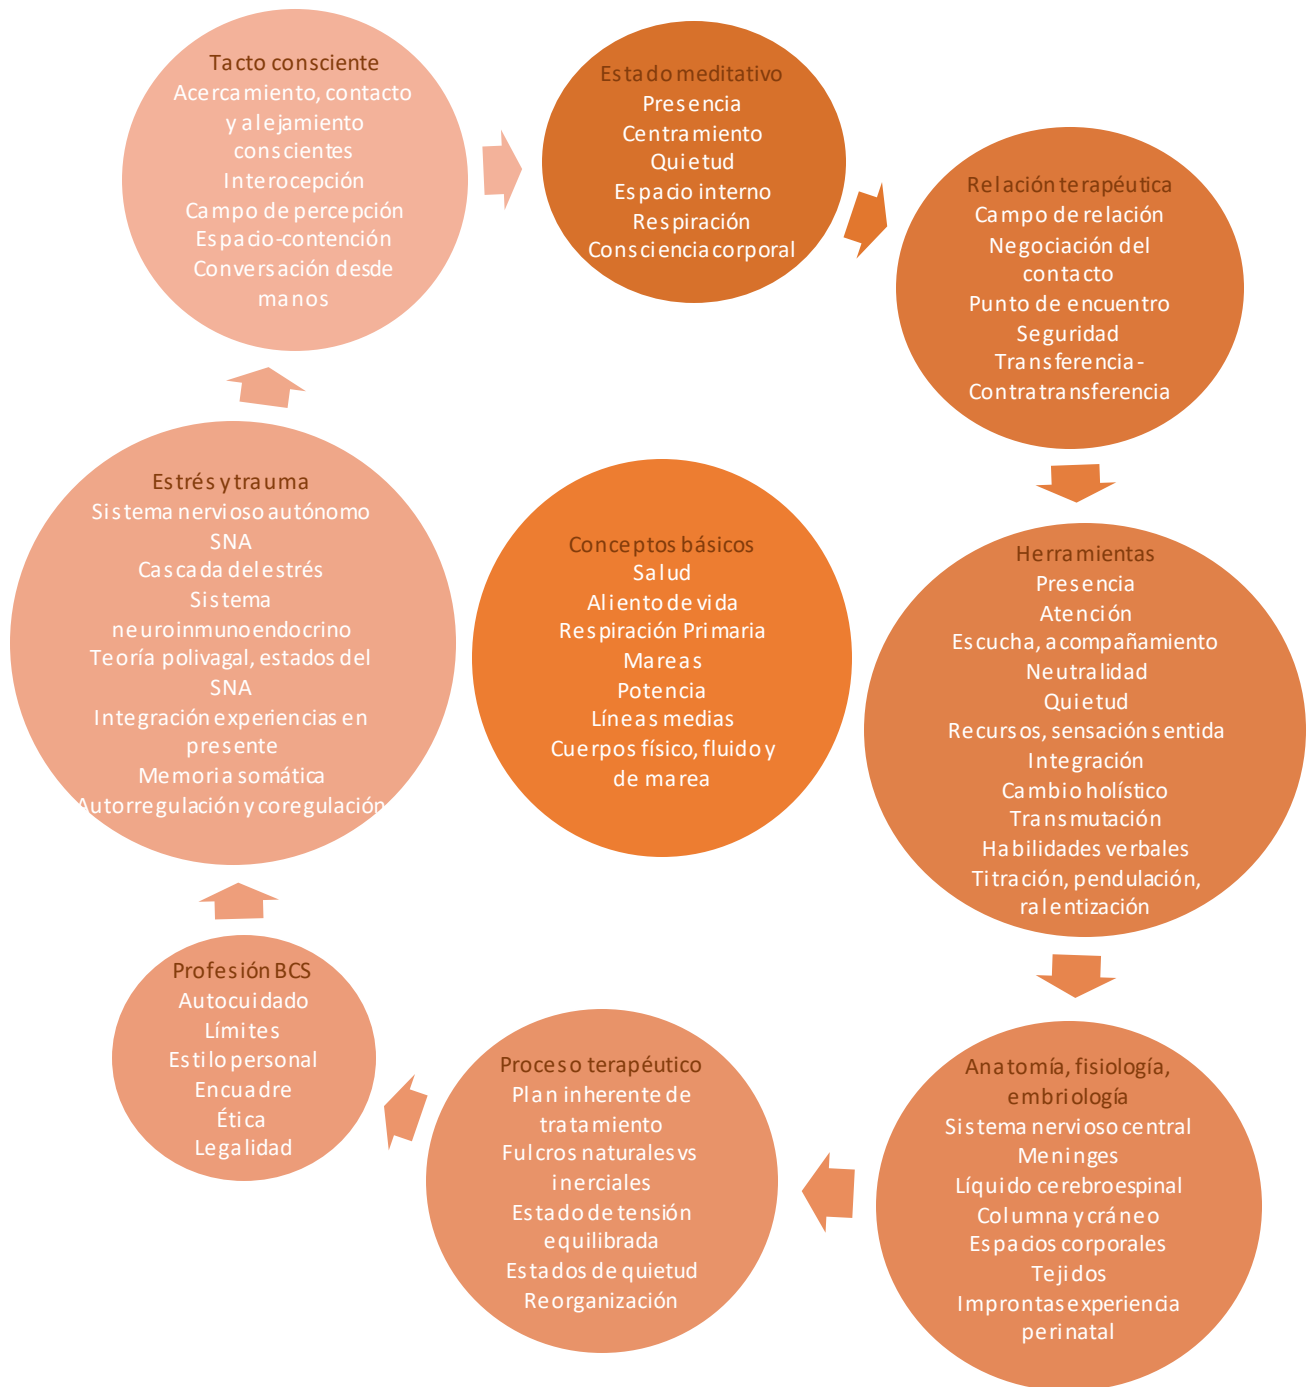 Tacto consciente
Acercamiento, contacto
y alejamiento
conscientes
Interocepción
Campo de percepción
Espacio-contención
Conversación desde
manos
Estado meditativo
Presencia
Centramiento
Quietud
Espacio interno
Respiración
Consciencia corporal
Relación terapéutica
Campo de relación
Negociación del
contacto
Punto de encuentro
Seguridad
Transferencia-
Contratransferencia
Herramientas
Presencia
Atención
Escucha, acompañamiento
Neutralidad
Quietud
Recursos, sensación sentida
Integración
Cambio holístico
Transmutación
Habilidades verbales
Titración, pendulación,
ralentización
Anatomía, fisiología,
embriología
Sistema nervioso central
Meninges
Líquido cerebroespinal
Columna y cráneo
Espacios corporales
Tejidos
Improntas experiencia
perinatal
Proceso terapéutico
Plan inherente de
tratamiento
Fulcros naturales vs
inerciales
Estado de tensión
equilibrada
Estados de quietud
Reorganización
Profesión BCS
Autocuidado
Límites
Estilo personal
Encuadre
Ética
Legalidad
Estrés y trauma
Sistema nervioso autónomo
SNA
Cascada del estrés
Sistema
neuroinmunoendocrino
Teoría polivagal, estados del
SNA
Integración experiencias en
presente
Memoria somática
Autorregulación y coregulación
Conceptos básicos
Salud
Aliento de vida
Respiración Primaria
Mareas
Potencia
Líneas medias
Cuerpos físico, fluido y
de marea